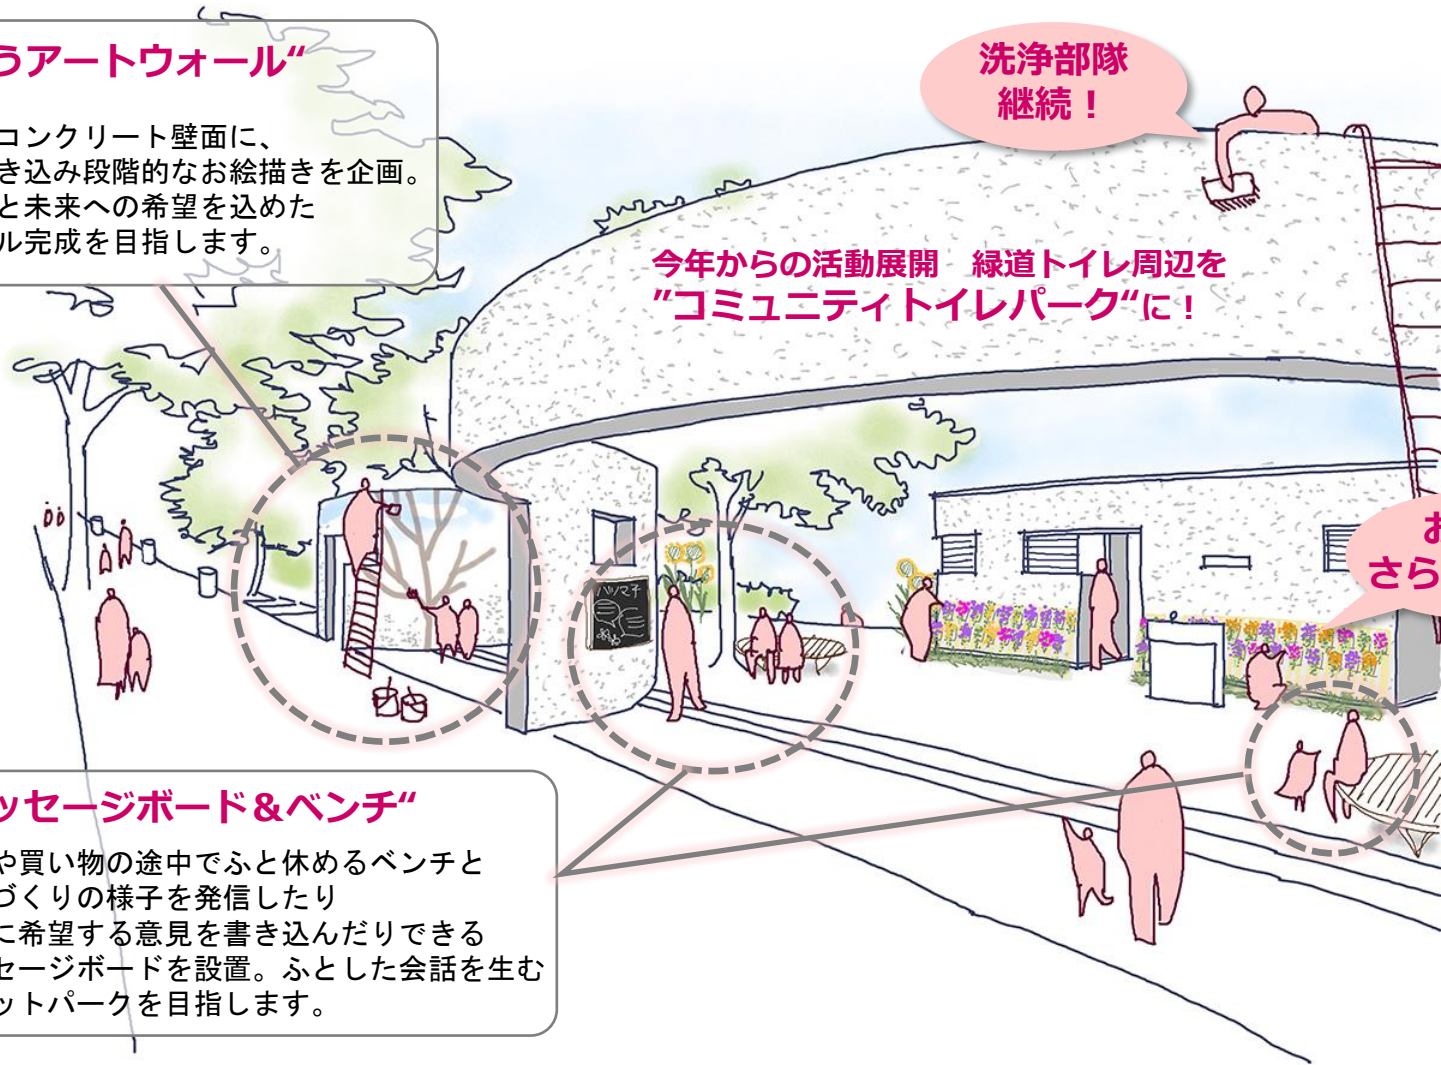 うアートウォール“
コンクリート壁面に、
き込み段階的なお絵描きを企画。
と未来への希望を込めた
ル完成を目指します。
洗浄部隊
継続！
今年からの活動展開　緑道トイレ周辺を
”コミュニティトイレパーク“に！
お
さら
ハツマ子
ッセージボード＆ベンチ“
や買い物の途中でふと休めるベンチと
づくりの様子を発信したり
に希望する意見を書き込んだりできる
セージボードを設置。ふとした会話を生む
ットパークを目指します。